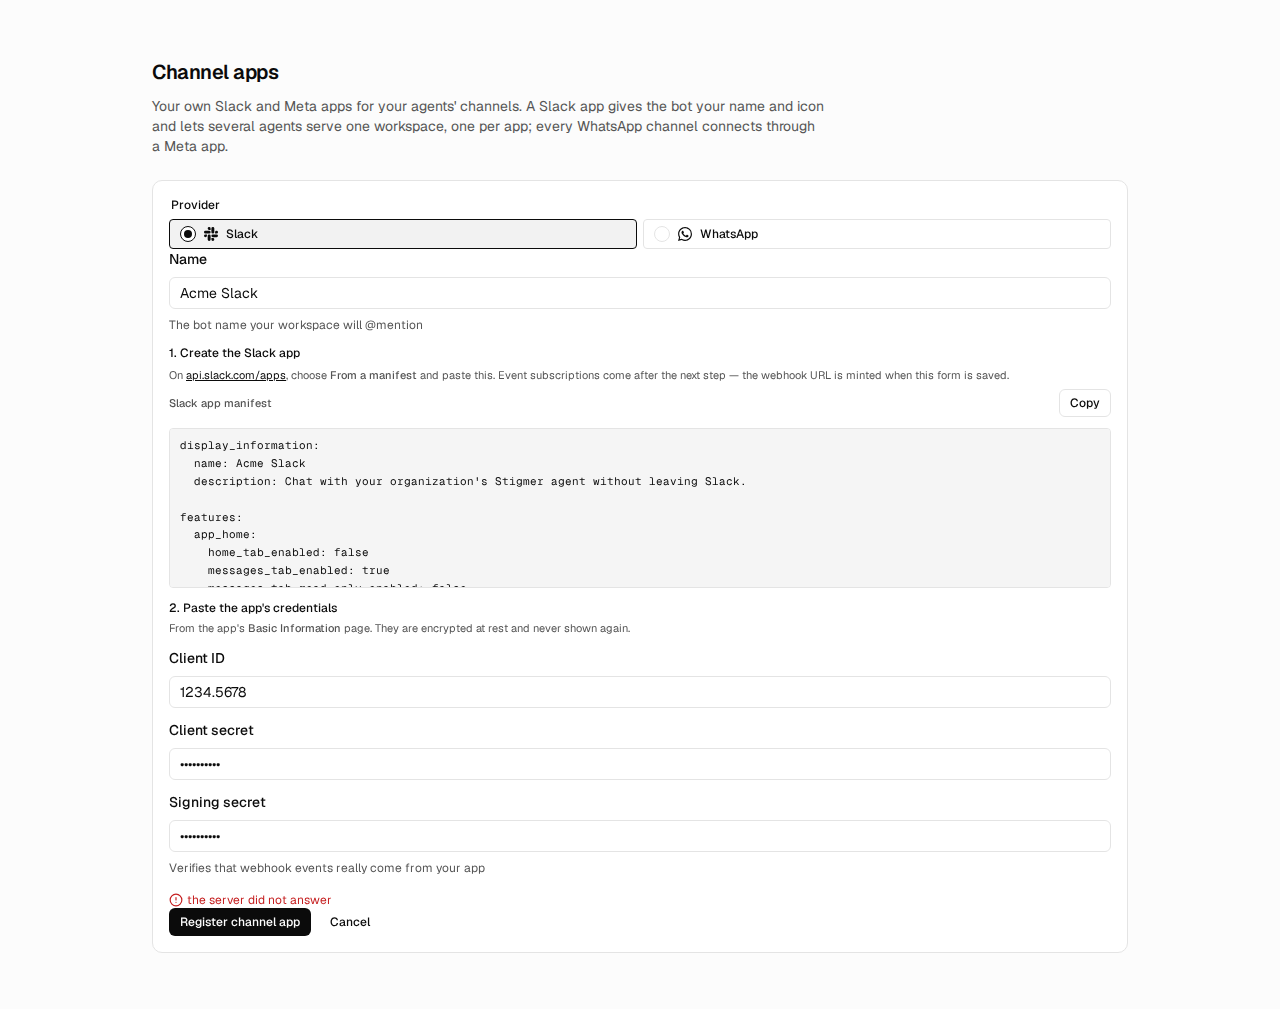 Channel apps
Your own Slack and Meta apps for your agents' channels. A Slack app gives the bot your name and icon
and lets several agents serve one workspace, one per app; every WhatsApp channel connects through
a Meta app.
Provider
Slack
WhatsApp
Name
Acme Slack
The bot name your workspace will @mention
1. Create the Slack app
On api.slack.com/apps, choose From a manifest and paste this. Event subscriptions come after the next step — the webhook URL is minted when this form is saved.
Slack app manifest
Copy
display_information:
  name: Acme Slack
  description: Chat with your organization's Stigmer agent without leaving Slack.
features:
  app_home:
    home_tab_enabled: false
    messages_tab_enabled: true
    messages_tab_read_only_enabled: false
2. Paste the app's credentials
From the app's Basic Information page. They are encrypted at rest and never shown again.
Client ID
1234.5678
Client secret
••••••••••
Signing secret
••••••••••
Verifies that webhook events really come from your app
the server did not answer
Register channel app
Cancel